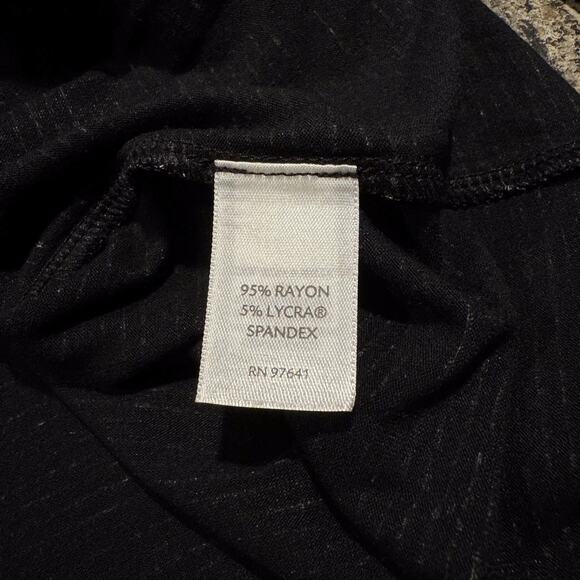 95% RAYON
5% LYCRA®
SPANDEX
RN 97641